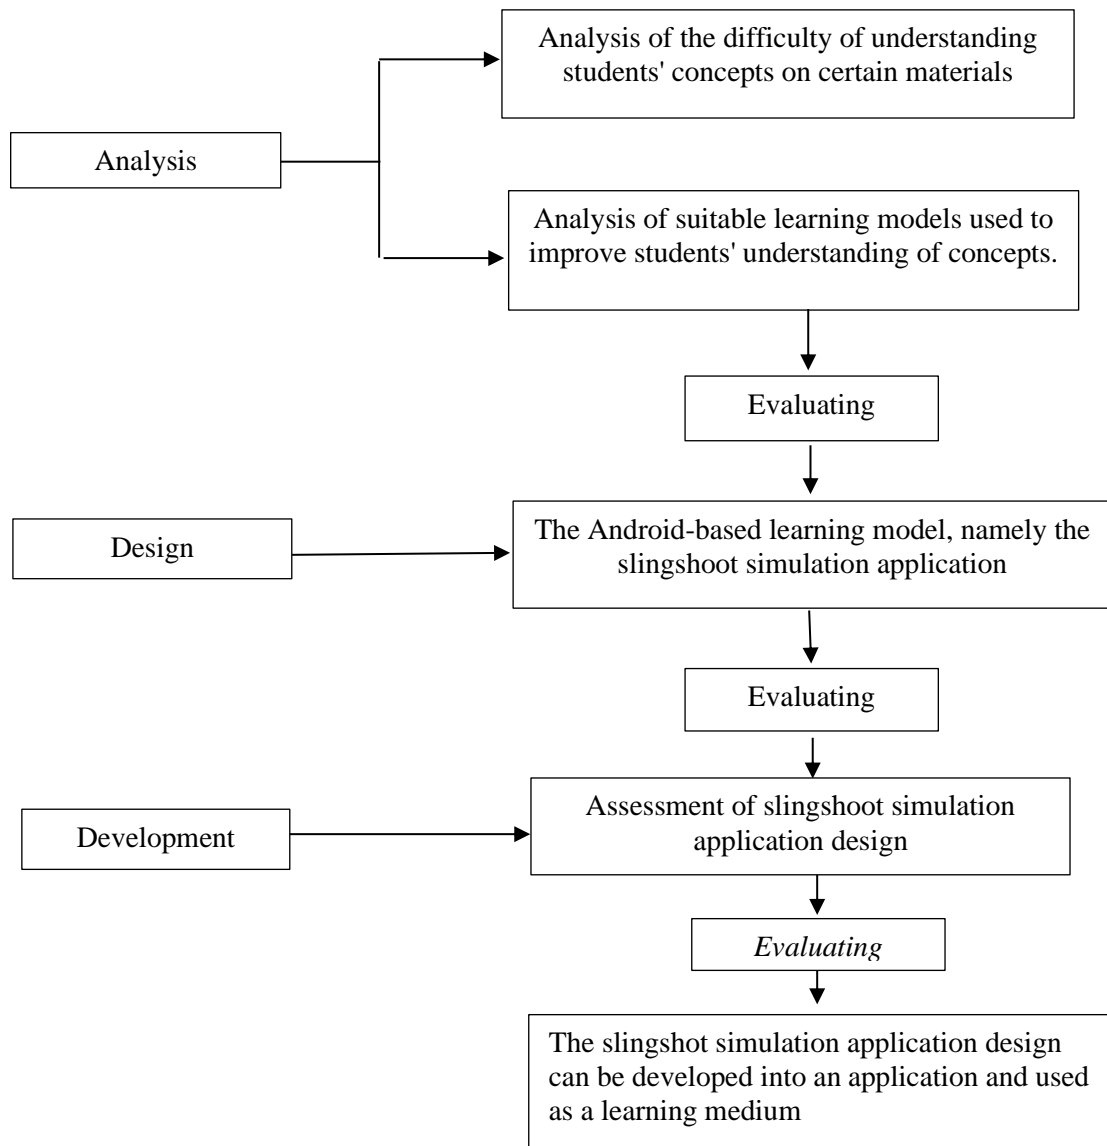 Analysis of the difficulty of understanding
students' concepts on certain materials
Analysis
Analysis of suitable learning models used to
improve students' understanding of concepts.
Evaluating
Design
The Android-based learning model, namely the
slingshoot simulation application
Evaluating
Development
Assessment of slingshoot simulation
application design
Evaluating
The slingshot simulation application design
can be developed into an application and used
as a learning medium